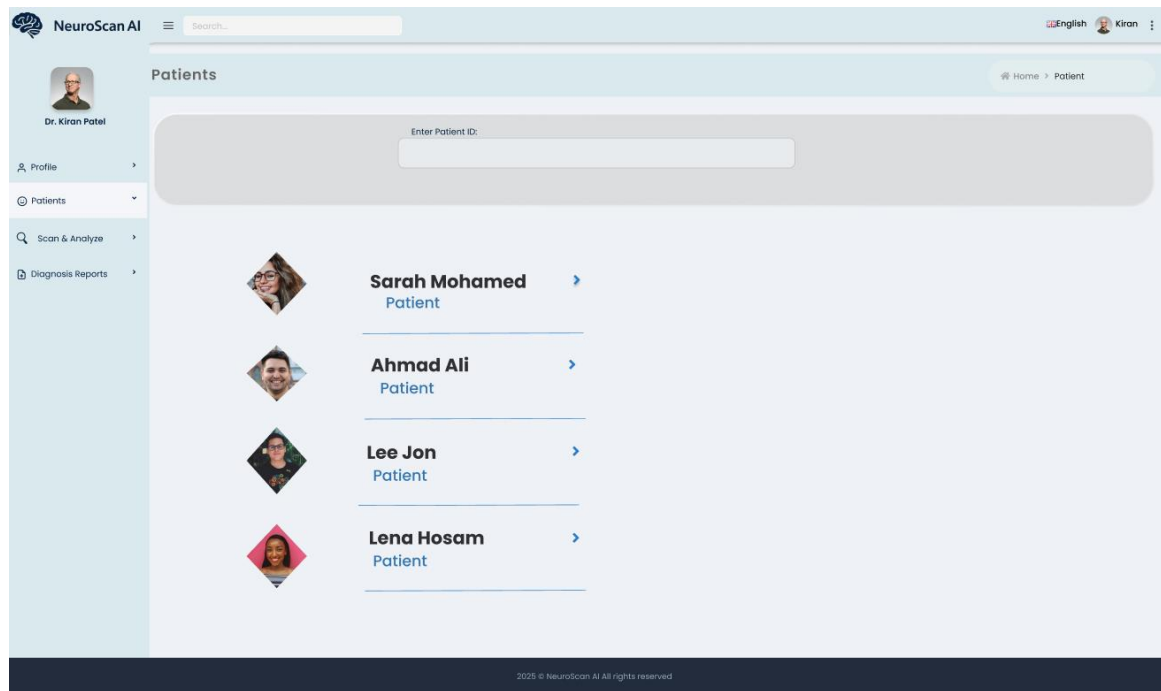 NeuroScan AI
Search...
English
Kiran
Dr. Kiran Patel
Profile
Patients
Scan & Analyze
Diagnosis Reports
Patients
Home > Patient
Enter Patient ID:
Sarah Mohamed
Patient
Ahmad Ali
Patient
Lee Jon
Patient
Lena Hosam
Patient
2025 © NeuroScan AI All rights reserved